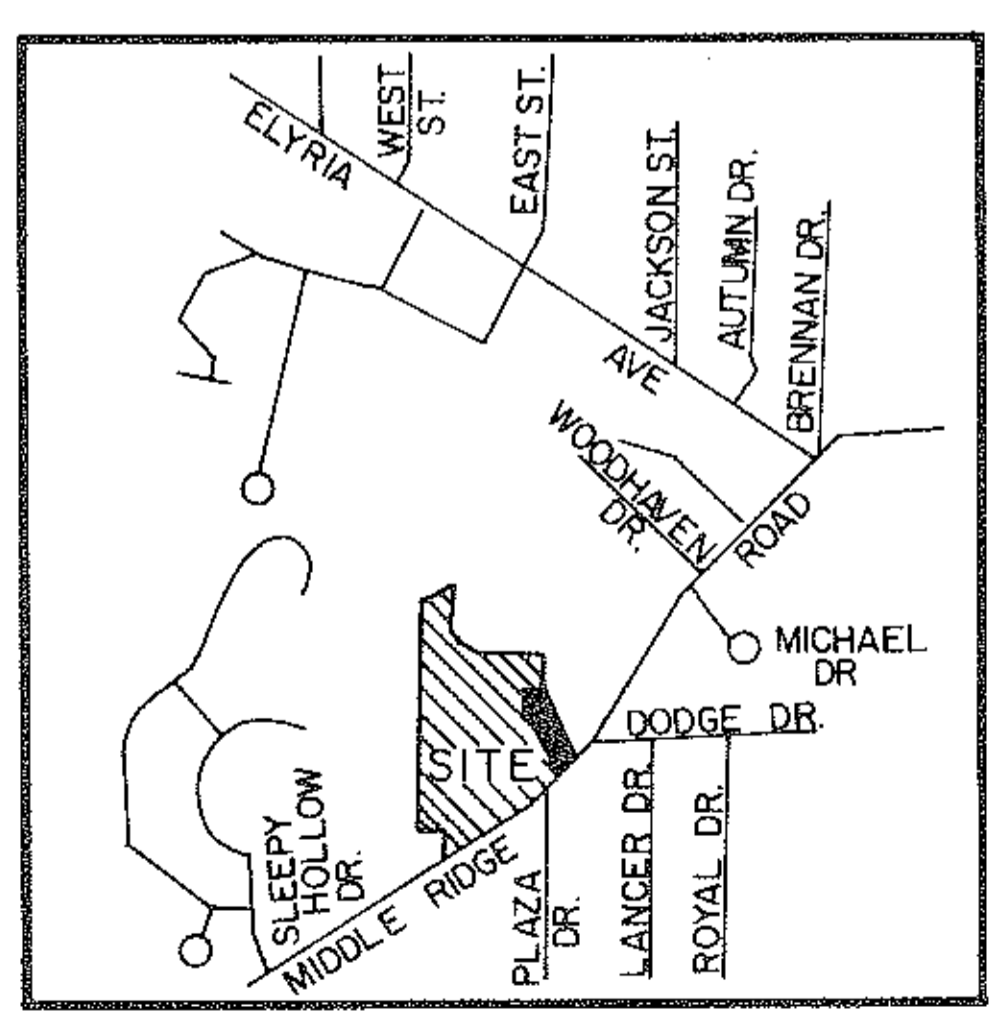 ELYRIA
AVE
WEST
ST.
EAST ST.
JACKSON ST.
AUTUMN DR.
BRENNAN DR.
WOODHAVEN
DR.
MIDDLE RIDGE
ROAD
MICHAEL
DR
DODGE DR.
SITE
SLEEPY
HOLLOW
DR.
PLAZA
DR.
LANCER DR.
ROYAL DR.